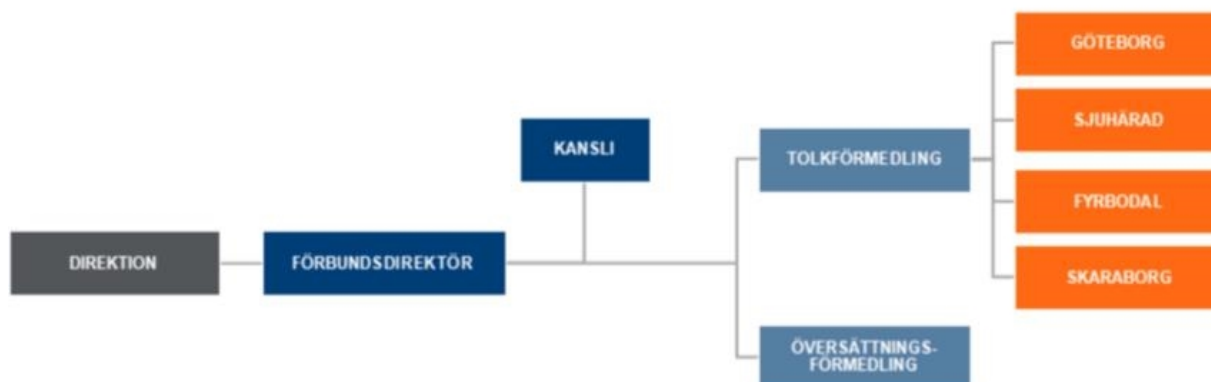 DIREKTION
FÖRBUNDSDIREKTÖR
KANSLI
TOLKFÖRMEDLING
ÖVERSÄTTNINGS-
FÖRMEDLING
GÖTEBORG
SJUHÄRAD
FYRBODAL
SKARABORG